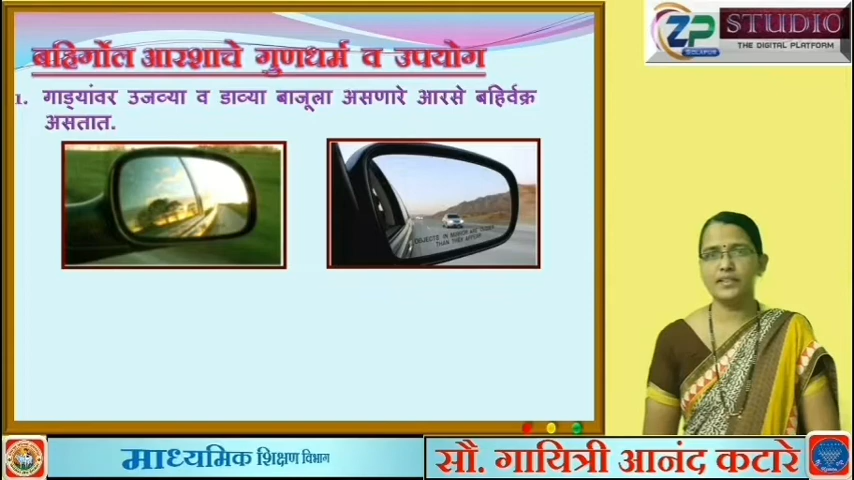 बहिर्गोल आरशाचे गुणधर्म व उपयोग
1. गाड्यांवर उजव्या व डाव्या बाजूला असणारे आरसे बहिर्वक्र
असतात.
OBJECTS IN MIRROR ARE CLOSER
THAN THEY APPEAR
ZP
SOLAPUR
STUDIO
THE DIGITAL PLATFORM
माध्यमिक शिक्षण विभाग
सौ. गायित्री आनंद कटारे